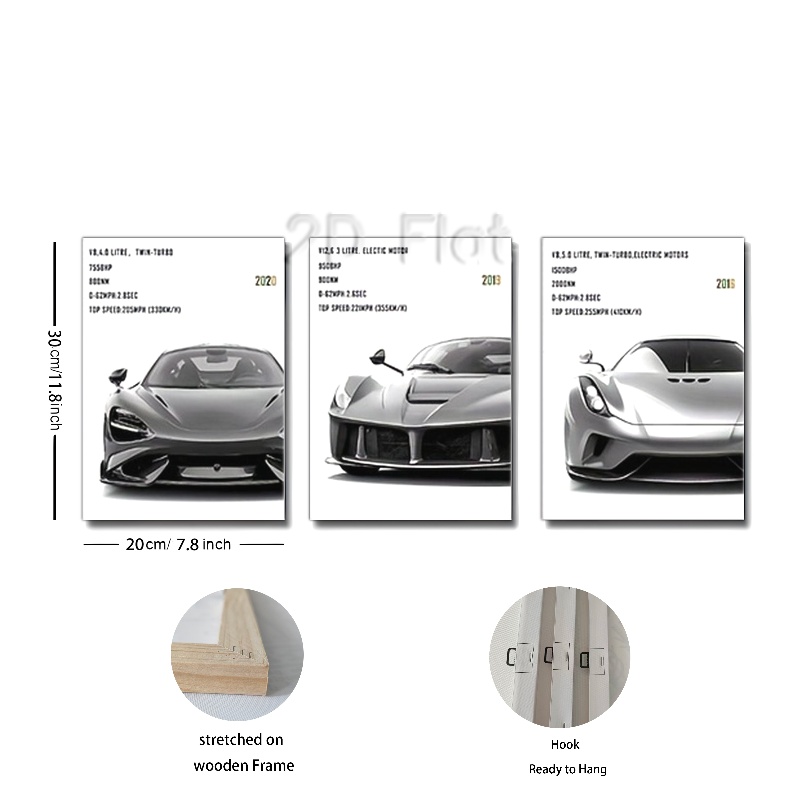 2D Flat
V8,4.0 LITRE, TWIN-TURBO
755BHP
800NM
0-62MPH:2.8SEC
TOP SPEED:205MPH (330KM/H)
2020
V12,6.3 LITRE, ELECTIC MOTOR
950BHP
900NM
0-62MPH:2.6SEC
TOP SPEED:221MPH (355KM/H)
2013
V8,5.0 LITRE, TWIN-TURBO,ELECTRIC MOTORS
1500BHP
2000NM
0-62MPH:2.8SEC
TOP SPEED:255MPH (410KM/H)
2016
30cm/11.8inch
20cm/ 7.8 inch
stretched on
wooden Frame
Hook
Ready to Hang